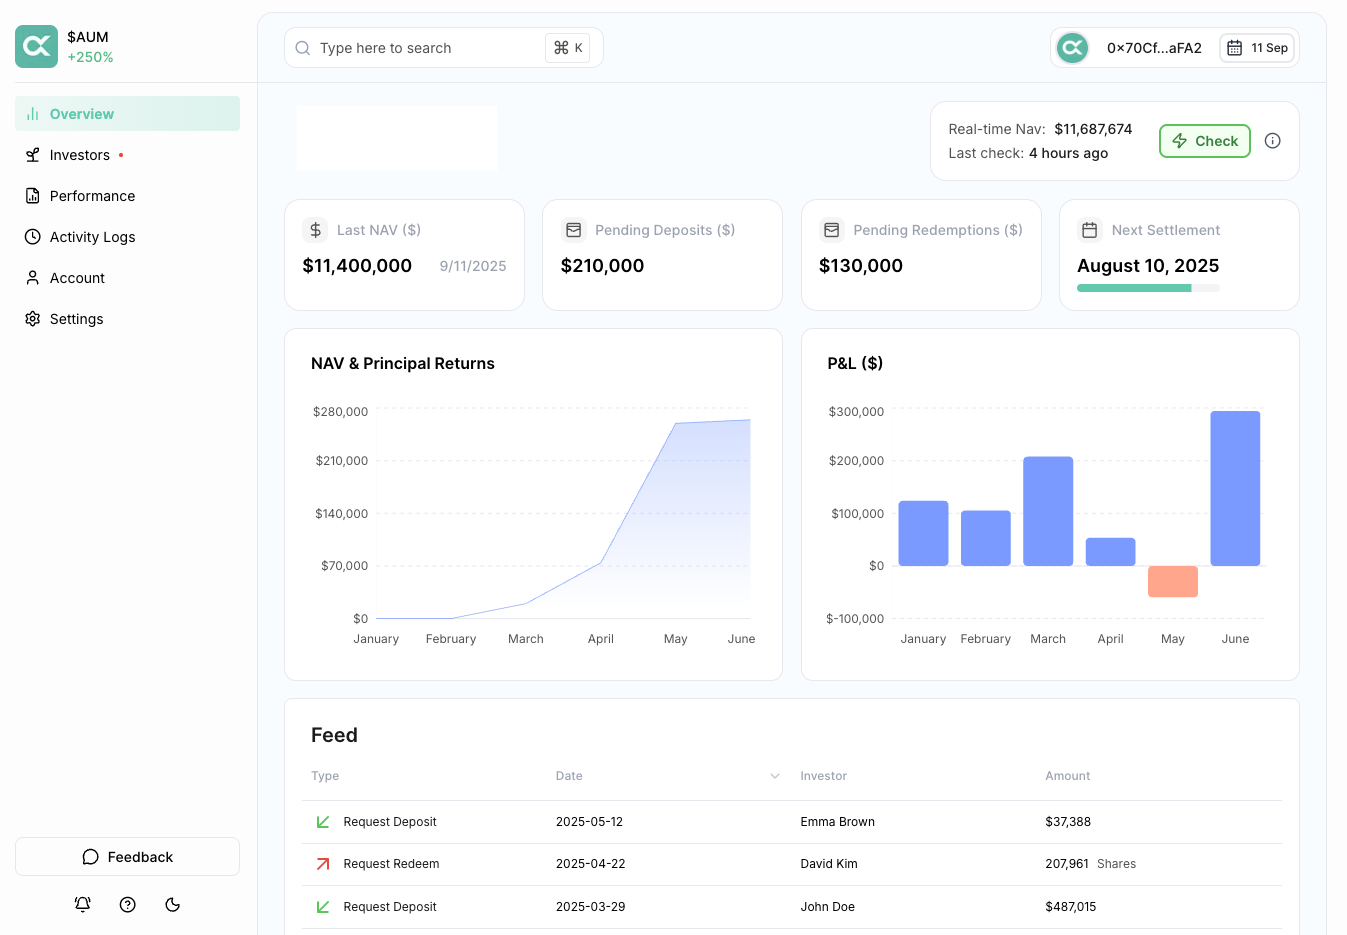 $AUM
+250%
Type here to search
⌘ K
0x70Cf...aFA2
11 Sep
Overview
Investors
Performance
Activity Logs
Account
Settings
Real-time Nav: $11,687,674
Last check: 4 hours ago
Check
Last NAV ($)
$11,400,000 9/11/2025
Pending Deposits ($)
$210,000
Pending Redemptions ($)
$130,000
Next Settlement
August 10, 2025
NAV & Principal Returns
$280,000
$210,000
$140,000
$70,000
$0
January February March April May June
P&L ($)
$300,000
$200,000
$100,000
$0
$-100,000
January February March April May June
Feed
Type Date Investor Amount
Request Deposit 2025-05-12 Emma Brown $37,388
Request Redeem 2025-04-22 David Kim 207,961 Shares
Request Deposit 2025-03-29 John Doe $487,015
Feedback